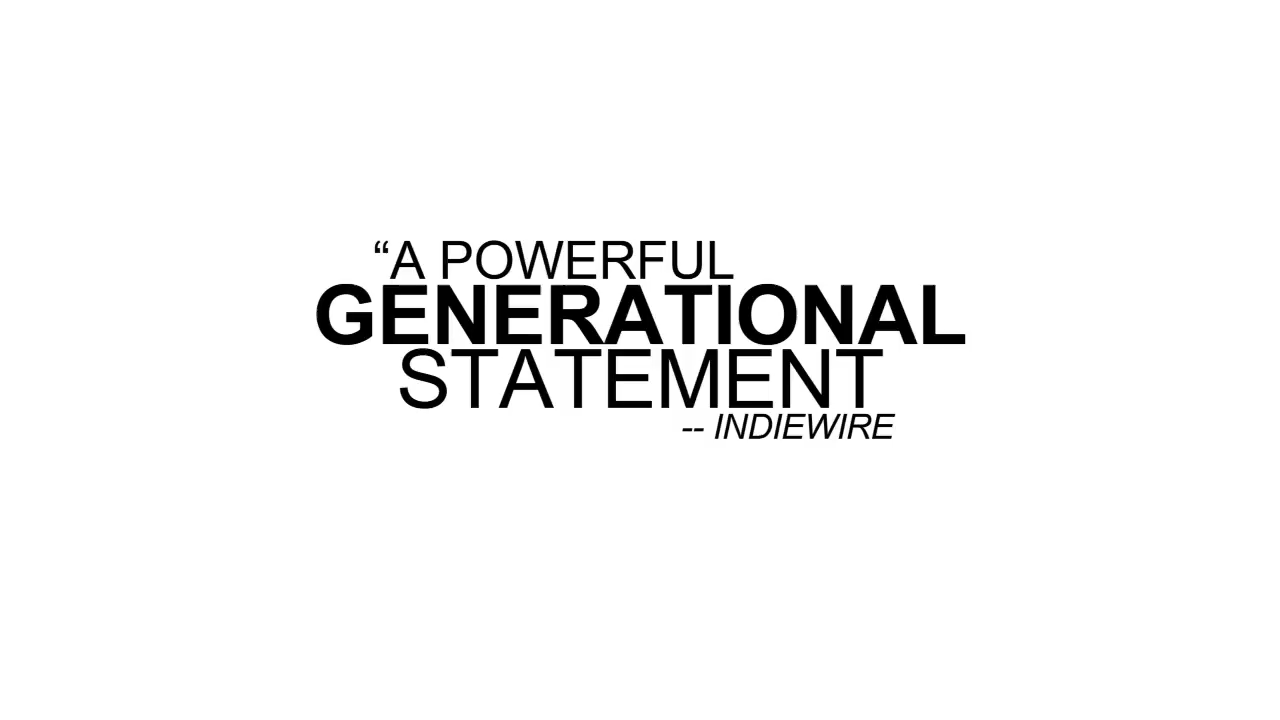 “A POWERFUL
GENERATIONAL
STATEMENT
-- INDIEWIRE